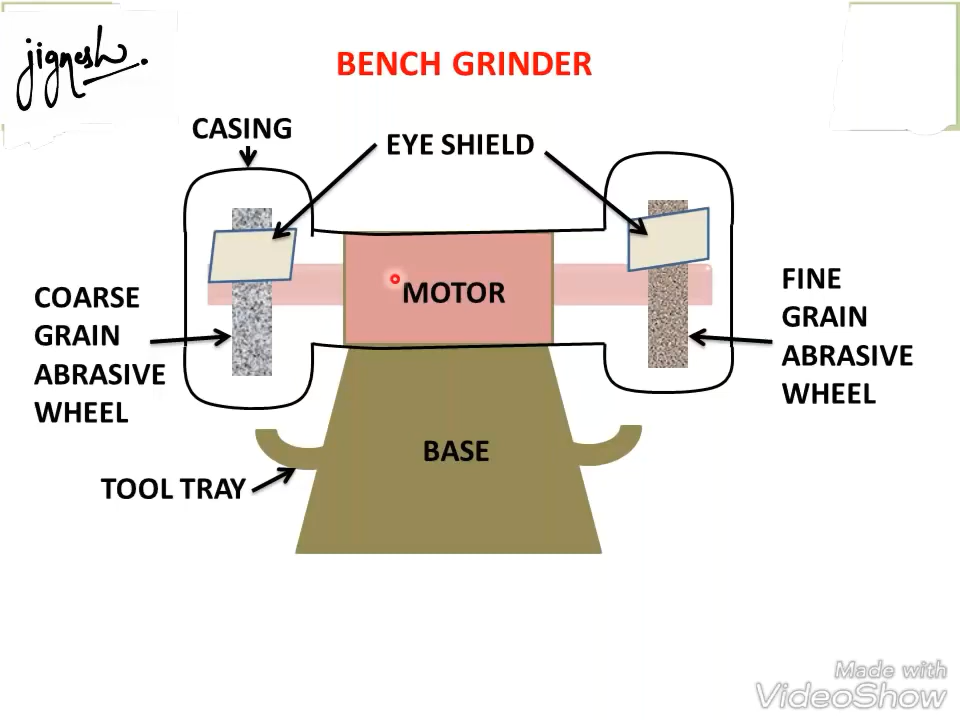 jignesh
BENCH GRINDER
CASING
EYE SHIELD
COARSE
GRAIN
ABRASIVE
WHEEL
MOTOR
FINE
GRAIN
ABRASIVE
WHEEL
BASE
TOOL TRAY
Made with
VideoShow